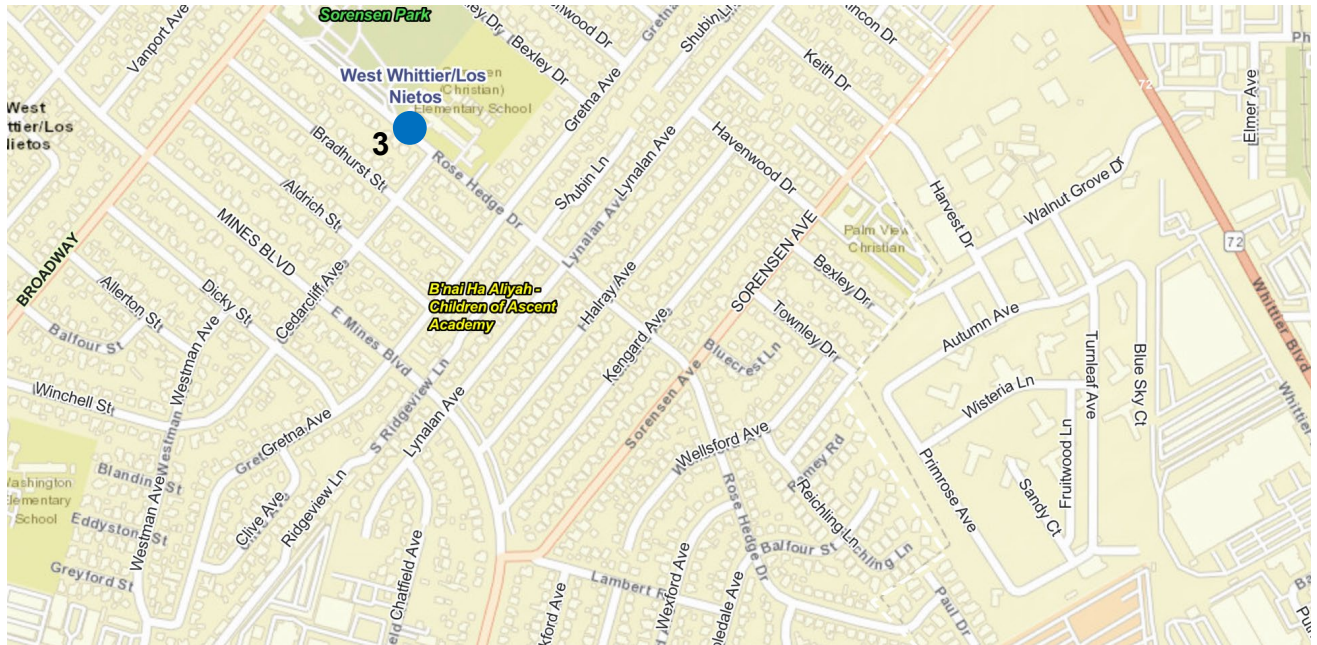 Sorensen Park
Vanport Ave
Bexley Dr
Gretna Ave
Shubin Ln
Keith Dr
72
Elmer Ave
West Whittier/Los
Nietos
(Christian)
Elementary School
West
ttier/Los
Nietos
3
Bradhurst St
Rose Hedge Dr
Shubin Ln
Lynalan Ave
Lynalan Ave
Havenwood Dr
Harvest Dr
Walnut Grove Dr
Aldrich St
MINES BLVD
Palm View
Christian
SORENSEN AVE
72
BROADWAY
Allerton St
Dicky St
Cedarcliff Ave
B'nai Ha Aliyah -
Children of Ascent
Academy
Halray Ave
Bexley Dr
Whittier Blvd
Balfour St
E Mines Blvd
Kengard Ave
Bluecrest Ln
Townley Dr
Autumn Ave
Turnleaf Ave
Blue Sky Ct
Winchell St
Westman Ave
Westman Ave
S Ridgeview Ln
Lynalan Ave
Sorensen Ave
Wisteria Ln
Whittier
Gretna Ave
Wellsford Ave
Blandin St
Washington
Elementary
School
Clive Ave
Ridgeview Ln
Rose Hedge Dr
Reichling Ln
Primrose Ave
Sandy Ct
Fruitwood Ln
Eddyston St
Westman Ave
Greyford St
Chatfield Ave
Balfour St
Lambert
Wexford Ave
Paul Dr